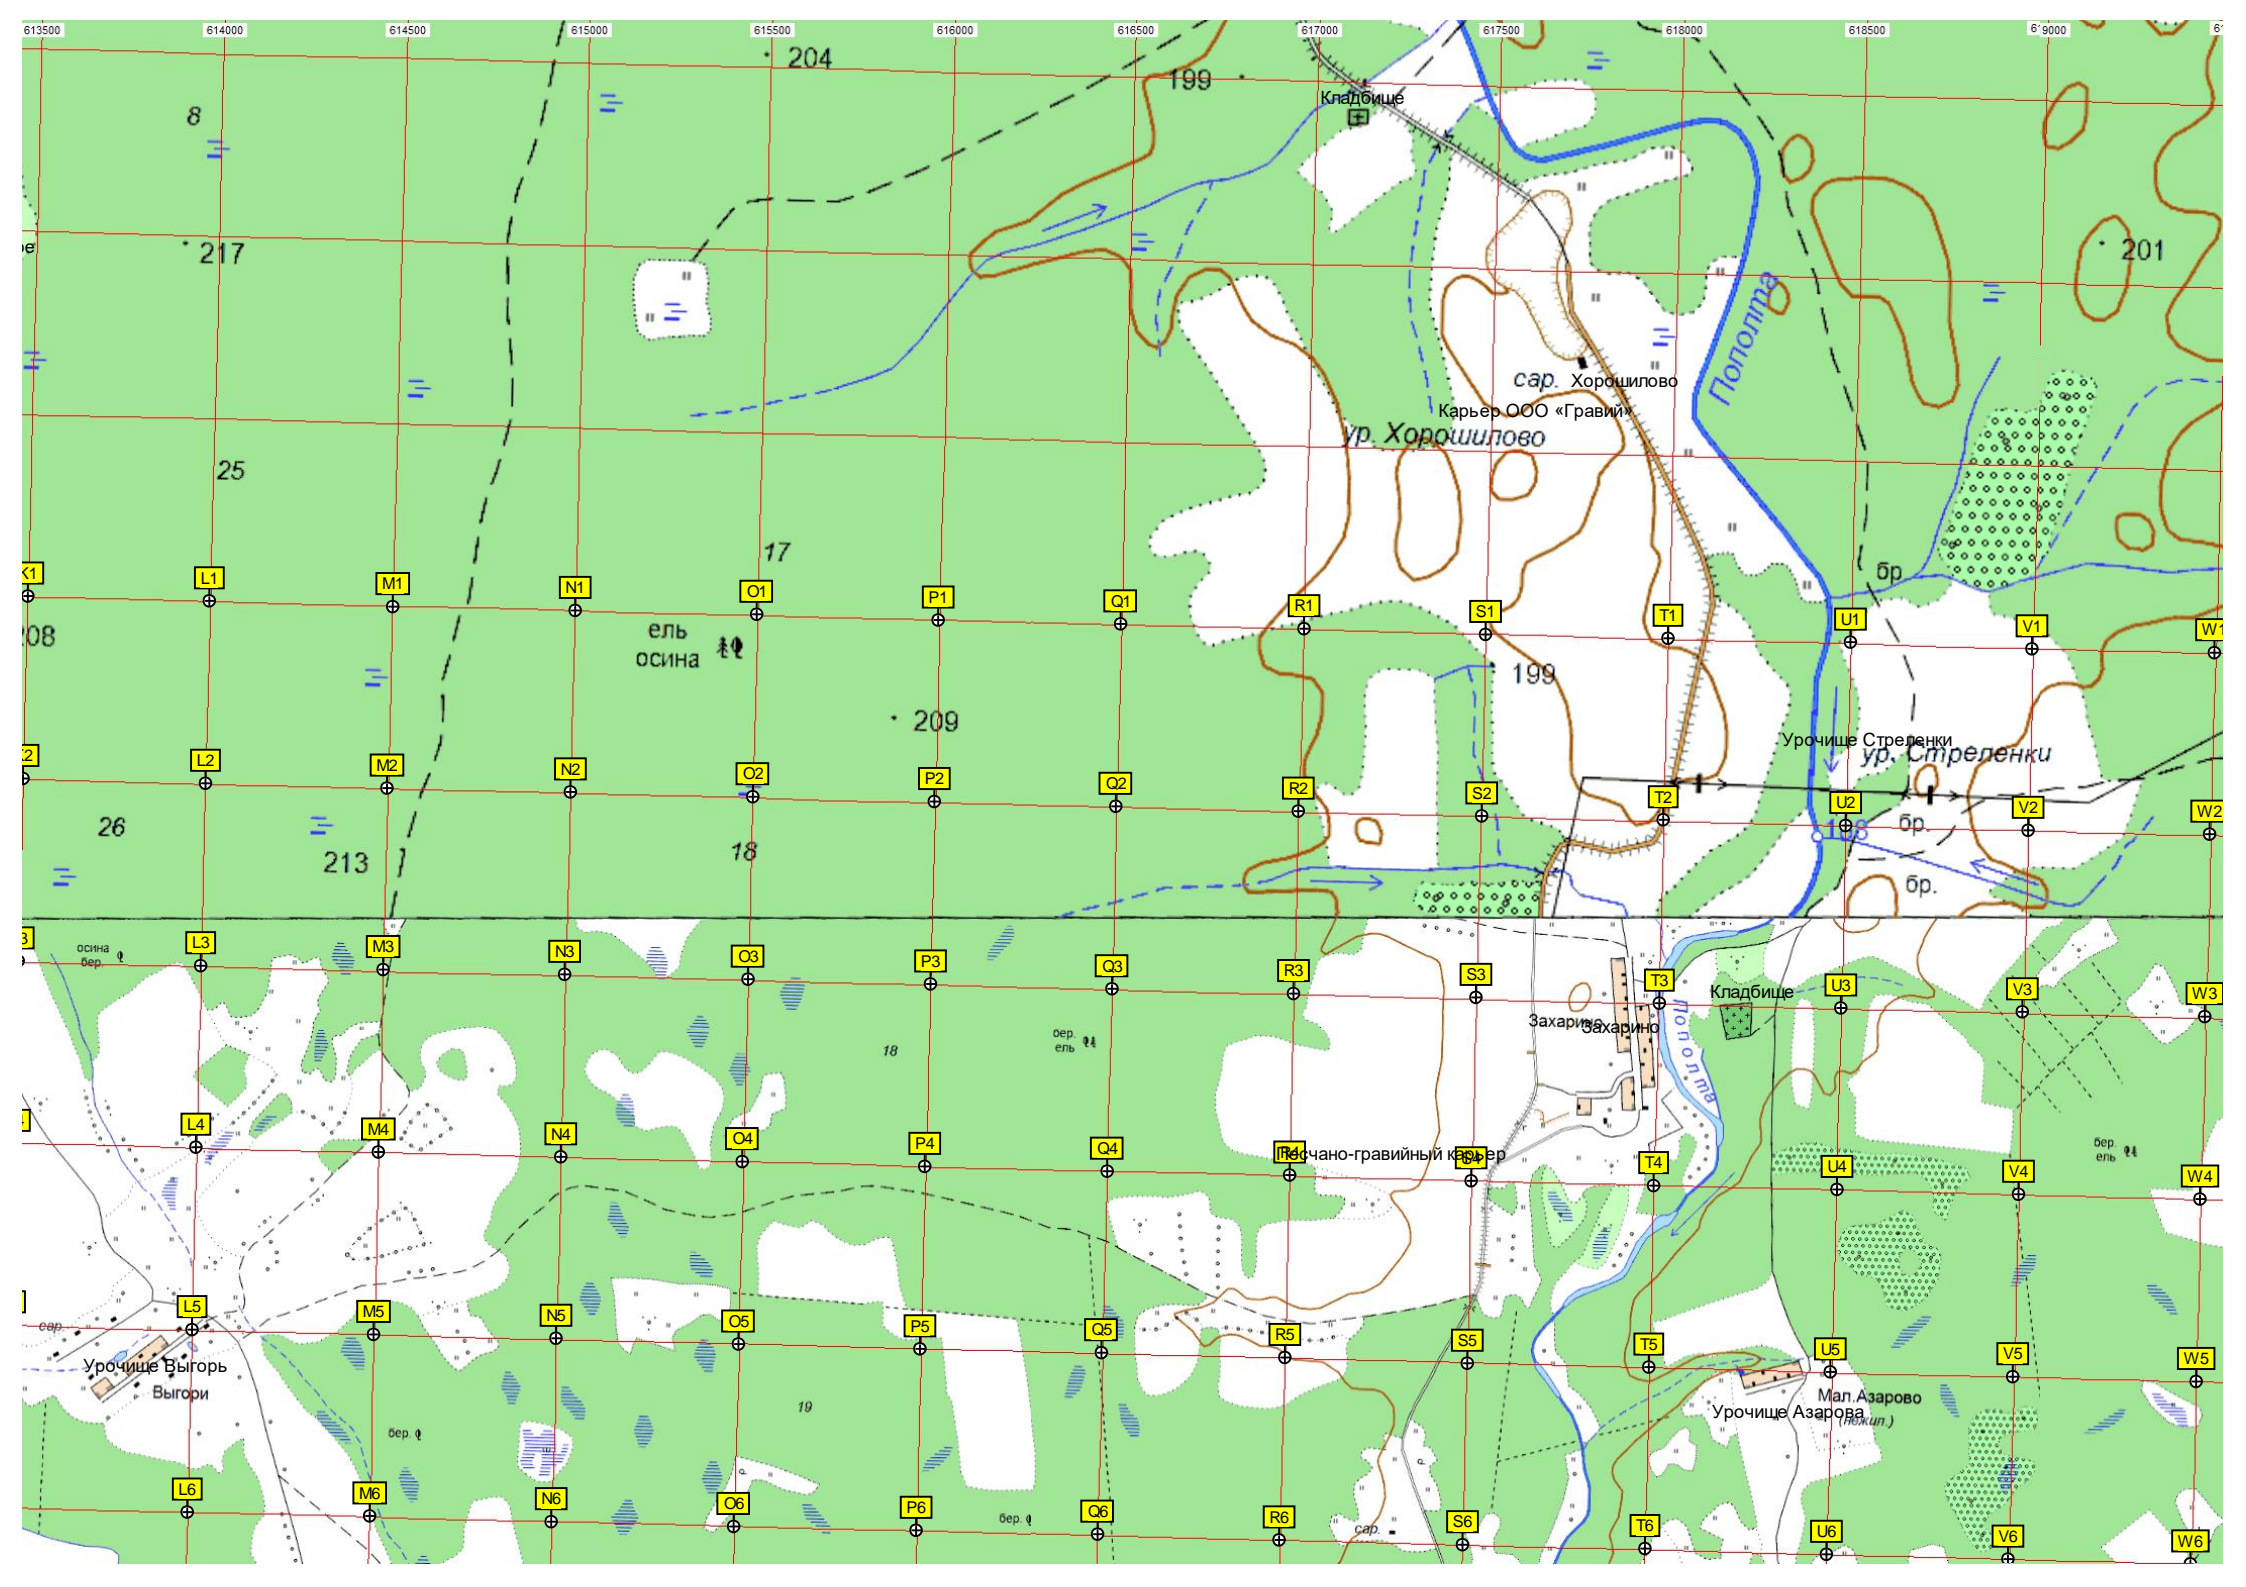 613500 614000 614500 615000 615500 616000 616500 617000 617500 618000 618500 619000
204
199
8
Кладбище
217
201
Пополта
сар. Хорошилово
Карьер ООО «Гравий»
ур. Хорошилово
25
17
бр
K1 L1 M1 N1 O1 P1 Q1 R1 S1 T1 U1 V1 W1
208
ель
осина
199
209
Урочище Стреленки
ур. Стреленки
L2 M2 N2 O2 P2 Q2 R2 S2 T2 U2 V2 W2
26
213
18
бр.
бр.
осина
бер.
L3 M3 N3 O3 P3 Q3 R3 S3 T3 U3 V3 W3
Кладбище
Захарино
Захарино
Пополта
бер.
ель
18
L4 M4 N4 O4 P4 Q4 R4 S4 T4 U4 V4 W4
Песчано-гравийный карьер
бер.
ель
L5 M5 N5 O5 P5 Q5 R5 S5 T5 U5 V5 W5
сар.
Урочище Выгорь
Выгори
Мал.Азарово
Урочище Азарова
(нежил.)
19
бер.
L6 M6 N6 O6 P6 Q6 R6 S6 T6 U6 V6 W6
бер.
сар.